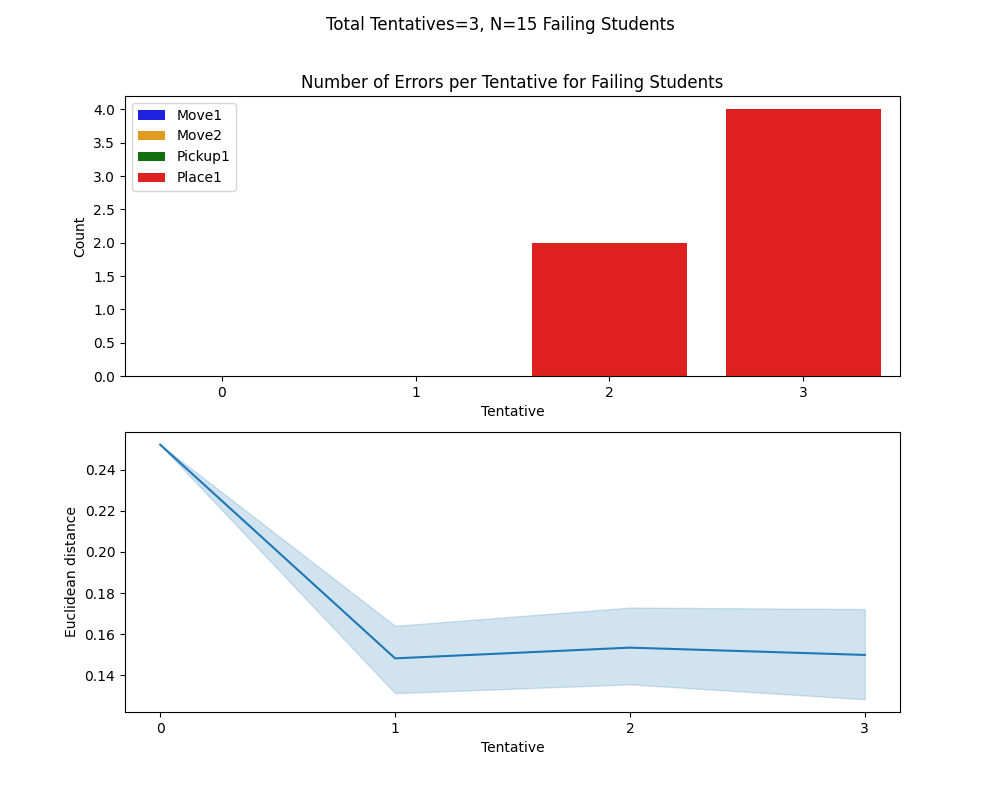 Total Tentatives=3, N=15 Failing Students
Number of Errors per Tentative for Failing Students
Move1
Move2
Pickup1
Place1
Count
4.0
3.5
3.0
2.5
2.0
1.5
1.0
0.5
0.0
0 1 2 3
Tentative
Euclidean distance
0.24
0.22
0.20
0.18
0.16
0.14
0 1 2 3
Tentative